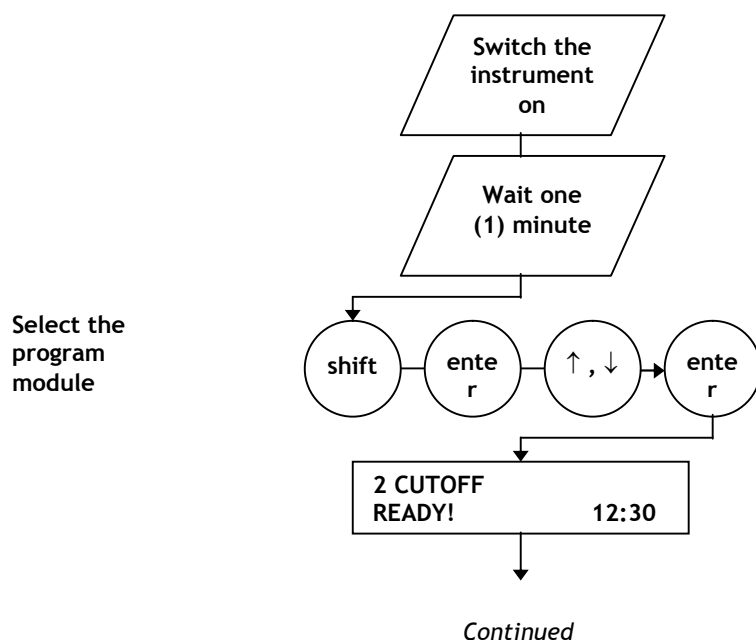 Switch the
instrument
on
Wait one
(1) minute
Select the
program
module
shift
ente
r
↑ , ↓
ente
r
2 CUTOFF
READY! 12:30
Continued